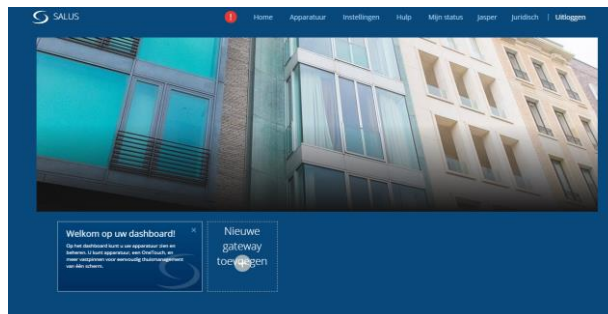 SALUS
! Home Apparatuur Instellingen Hulp Mijn status Jasper Juridisch | Uitloggen
Welkom op uw dashboard! ×
Op het dashboard kunt u uw apparatuur zien en
beheren. U kunt apparatuur, een OneTouch, en
meer vastpinnen voor eenvoudig thuismanagement
van één scherm.
Nieuwe
gateway
toevoegen